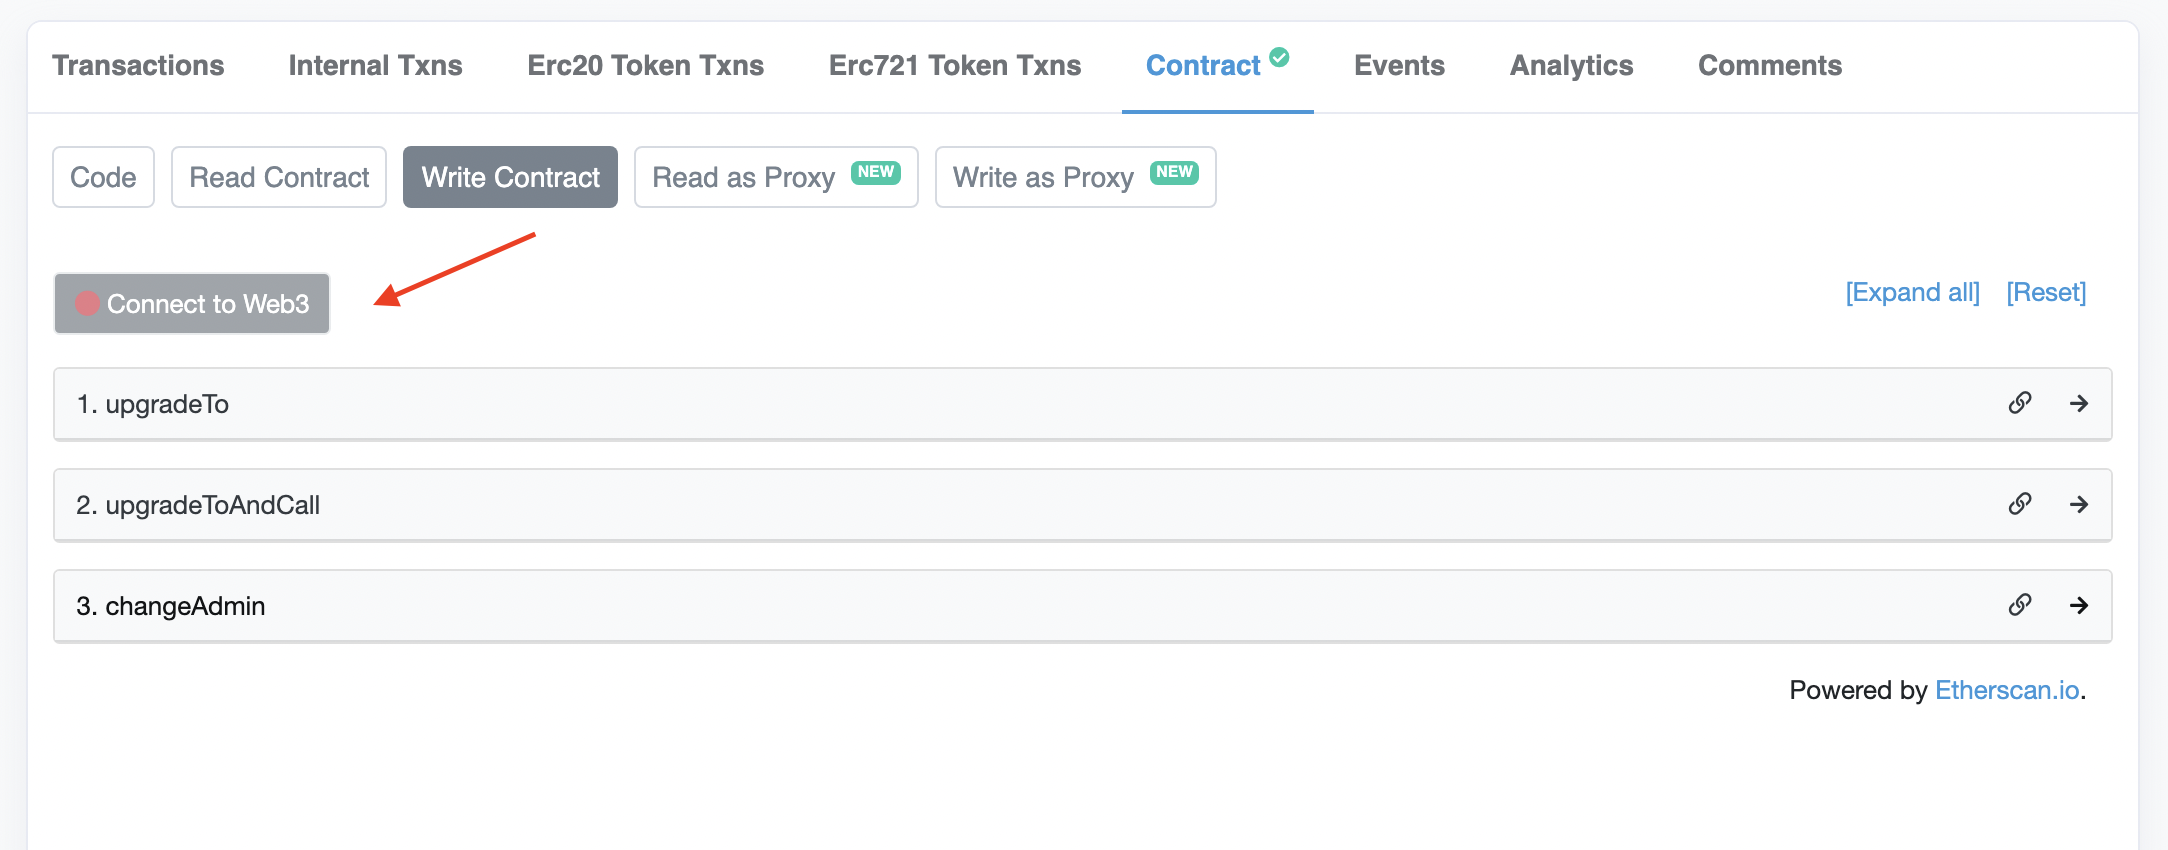 Transactions Internal Txns Erc20 Token Txns Erc721 Token Txns Contract Events Analytics Comments
Code Read Contract Write Contract Read as Proxy NEW Write as Proxy NEW
Connect to Web3 [Expand all] [Reset]
1. upgradeTo
2. upgradeToAndCall
3. changeAdmin
Powered by Etherscan.io.